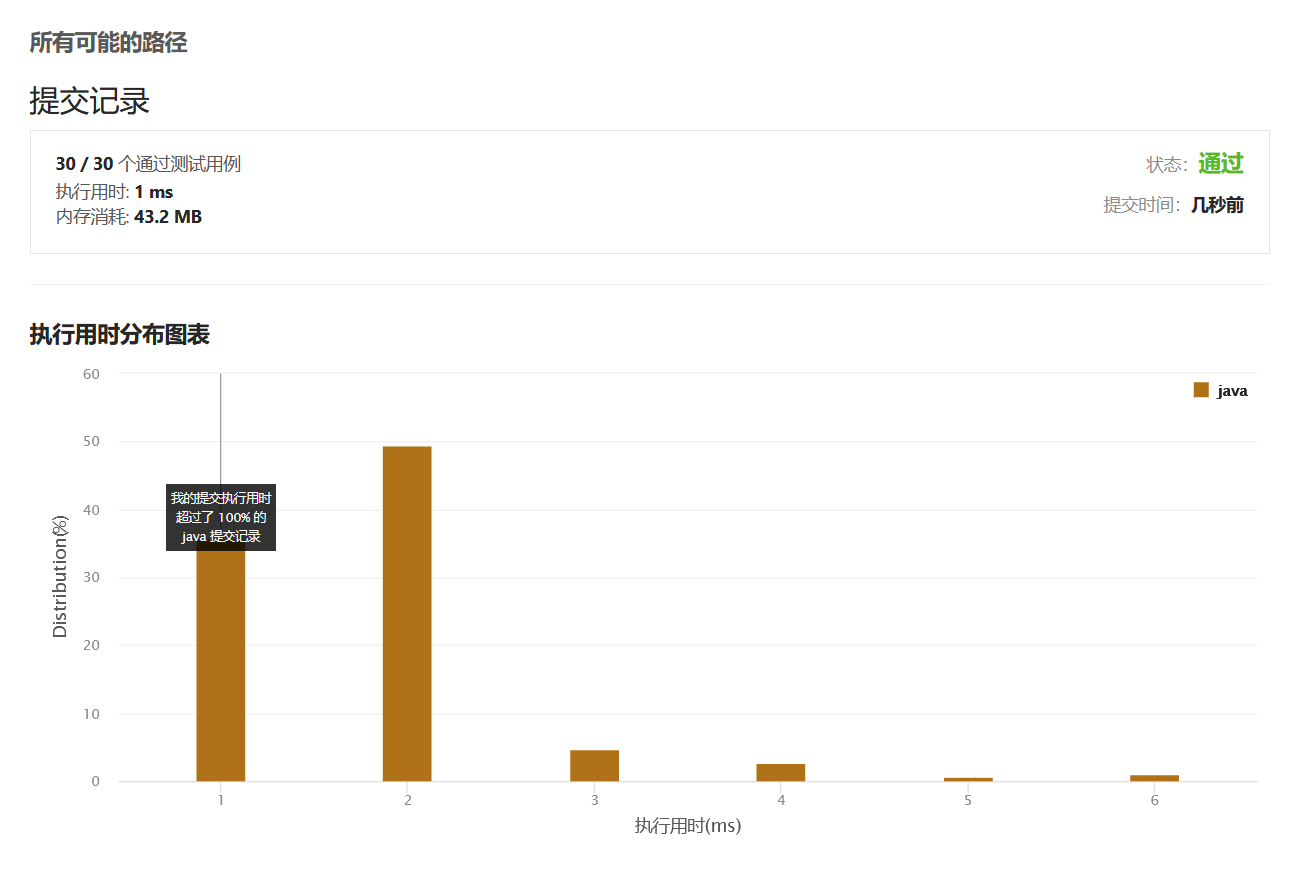 所有可能的路径
提交记录
30 / 30 个通过测试用例
状态：通过
执行用时: 1 ms
提交时间：几秒前
内存消耗: 43.2 MB
执行用时分布图表
60
java
50
我的提交执行用时
超过了 100% 的
java 提交记录
40
Distribution(%)
30
20
10
0
1 2 3 4 5 6
执行用时(ms)